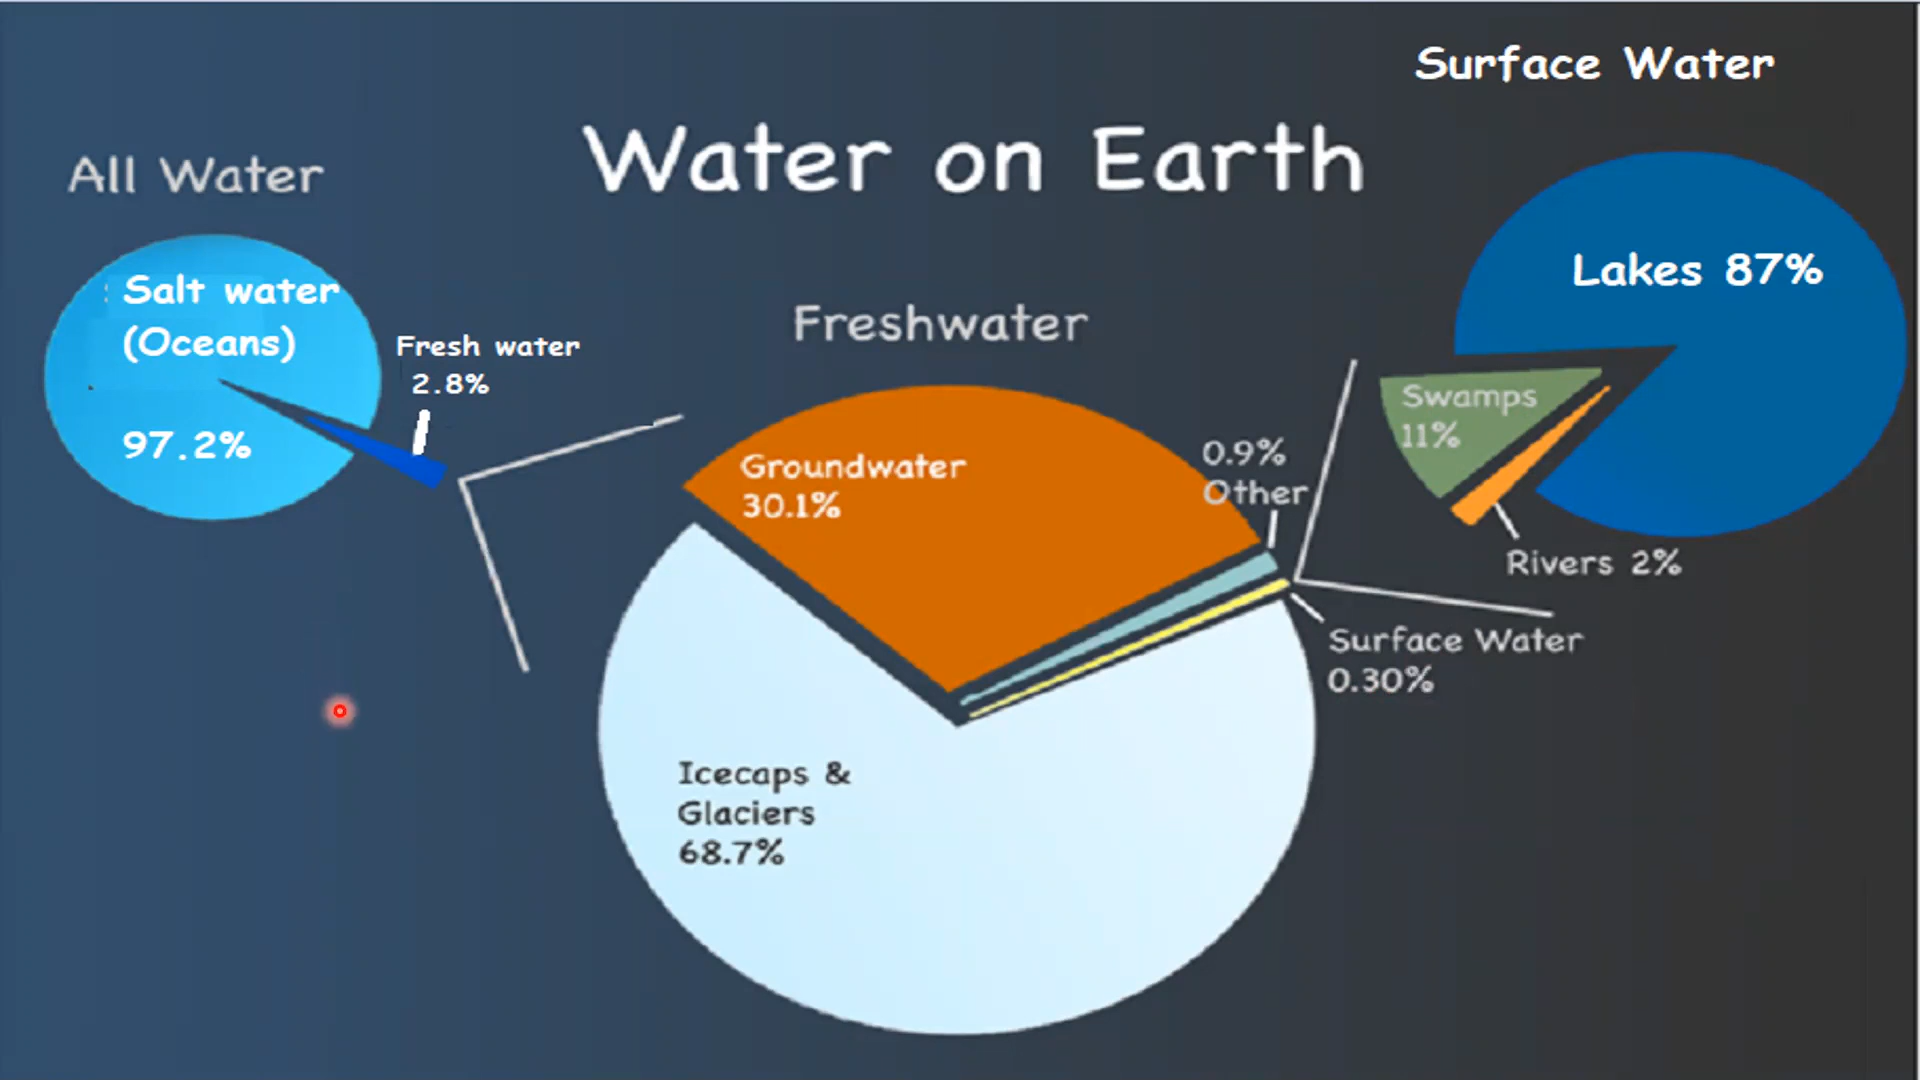 Surface Water
Water on Earth
All Water
Salt water
(Oceans)
97.2%
Fresh water
2.8%
Freshwater
Groundwater
30.1%
0.9%
Other
Surface Water
0.30%
Icecaps &
Glaciers
68.7%
Lakes 87%
Swamps
11%
Rivers 2%